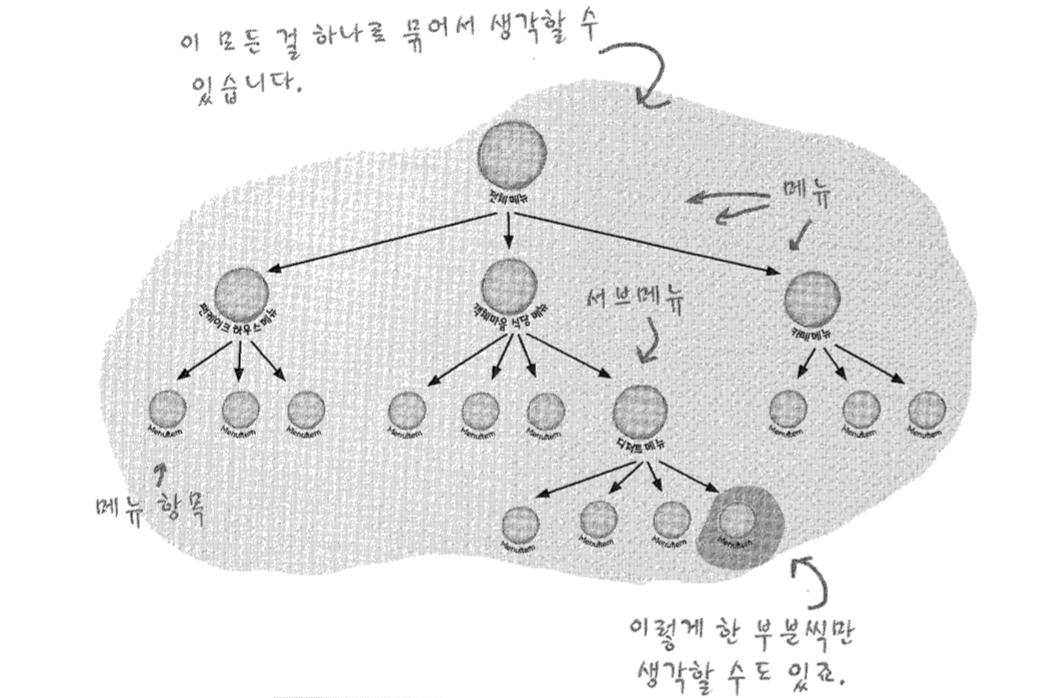 이 모든 걸 하나로 묶어서 생각할 수
있습니다.
전체 메뉴
메뉴
팬케이크 하우스 메뉴
객체마을 식당 메뉴
서브메뉴
카페 메뉴
MenuItem
MenuItem
MenuItem
MenuItem
MenuItem
MenuItem
디저트 메뉴
MenuItem
MenuItem
MenuItem
메뉴 항목
MenuItem
MenuItem
MenuItem
MenuItem
이렇게 한 부분씩만
생각할 수도 있죠.